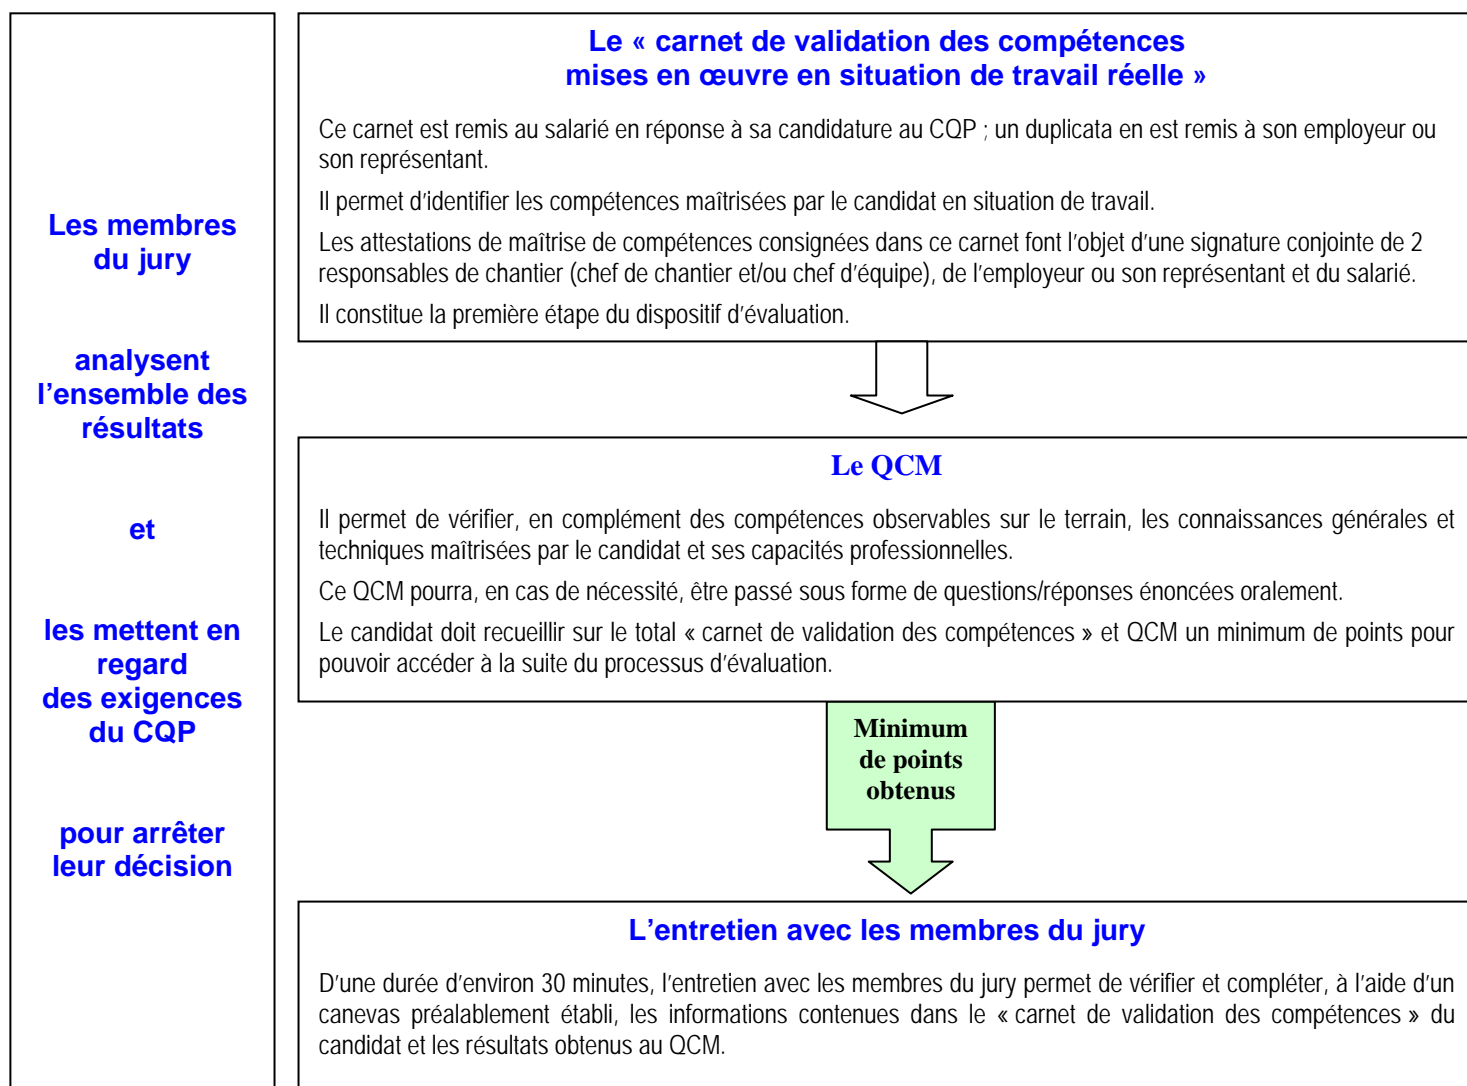 Les membres
du jury
analysent
l’ensemble des
résultats
et
les mettent en
regard
des exigences
du CQP
pour arrêter
leur décision
Le « carnet de validation des compétences
mises en œuvre en situation de travail réelle »
Ce carnet est remis au salarié en réponse à sa candidature au CQP ; un duplicata en est remis à son employeur ou
son représentant.
Il permet d’identifier les compétences maîtrisées par le candidat en situation de travail.
Les attestations de maîtrise de compétences consignées dans ce carnet font l’objet d’une signature conjointe de 2
responsables de chantier (chef de chantier et/ou chef d’équipe), de l’employeur ou son représentant et du salarié.
Il constitue la première étape du dispositif d’évaluation.
Le QCM
Il permet de vérifier, en complément des compétences observables sur le terrain, les connaissances générales et
techniques maîtrisées par le candidat et ses capacités professionnelles.
Ce QCM pourra, en cas de nécessité, être passé sous forme de questions/réponses énoncées oralement.
Le candidat doit recueillir sur le total « carnet de validation des compétences » et QCM un minimum de points pour
pouvoir accéder à la suite du processus d’évaluation.
Minimum
de points
obtenus
L’entretien avec les membres du jury
D’une durée d’environ 30 minutes, l’entretien avec les membres du jury permet de vérifier et compléter, à l’aide d’un
canevas préalablement établi, les informations contenues dans le « carnet de validation des compétences » du
candidat et les résultats obtenus au QCM.